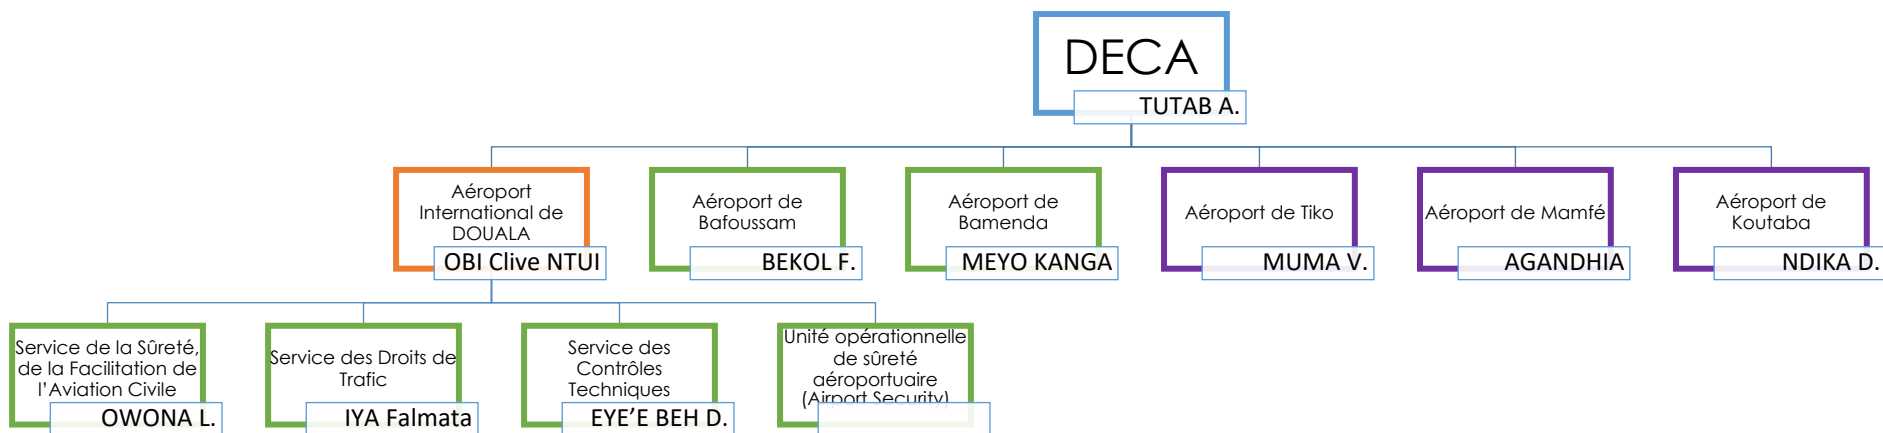 DECA
TUTAB A.
Aéroport
International de
DOUALA
OBI Clive NTUI
Aéroport de
Bafoussam
BEKOL F.
Aéroport de
Bamenda
MEYO KANGA
Aéroport de Tiko
MUMA V.
Aéroport de Mamfé
AGANDHIA
Aéroport de
Koutaba
NDIKA D.
Service de la Sûreté,
de la Facilitation de
l’Aviation Civile
OWONA L.
Service des Droits de
Trafic
IYA Falmata
Service des
Contrôles
Techniques
EYE’E BEH D.
Unité opérationnelle
de sûreté
aéroportuaire
(Airport Security)